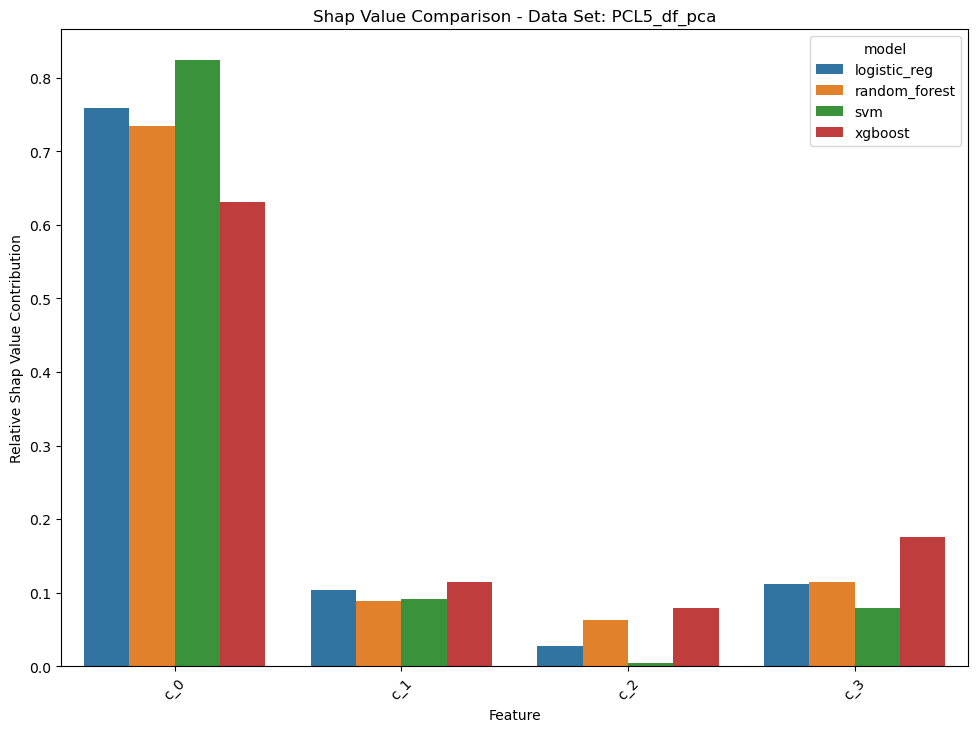 Shap Value Comparison - Data Set: PCL5_df_pca
model
logistic_reg
random_forest
svm
xgboost
Relative Shap Value Contribution
0.8
0.7
0.6
0.5
0.4
0.3
0.2
0.1
0.0
c_0
c_1
c_2
c_3
Feature